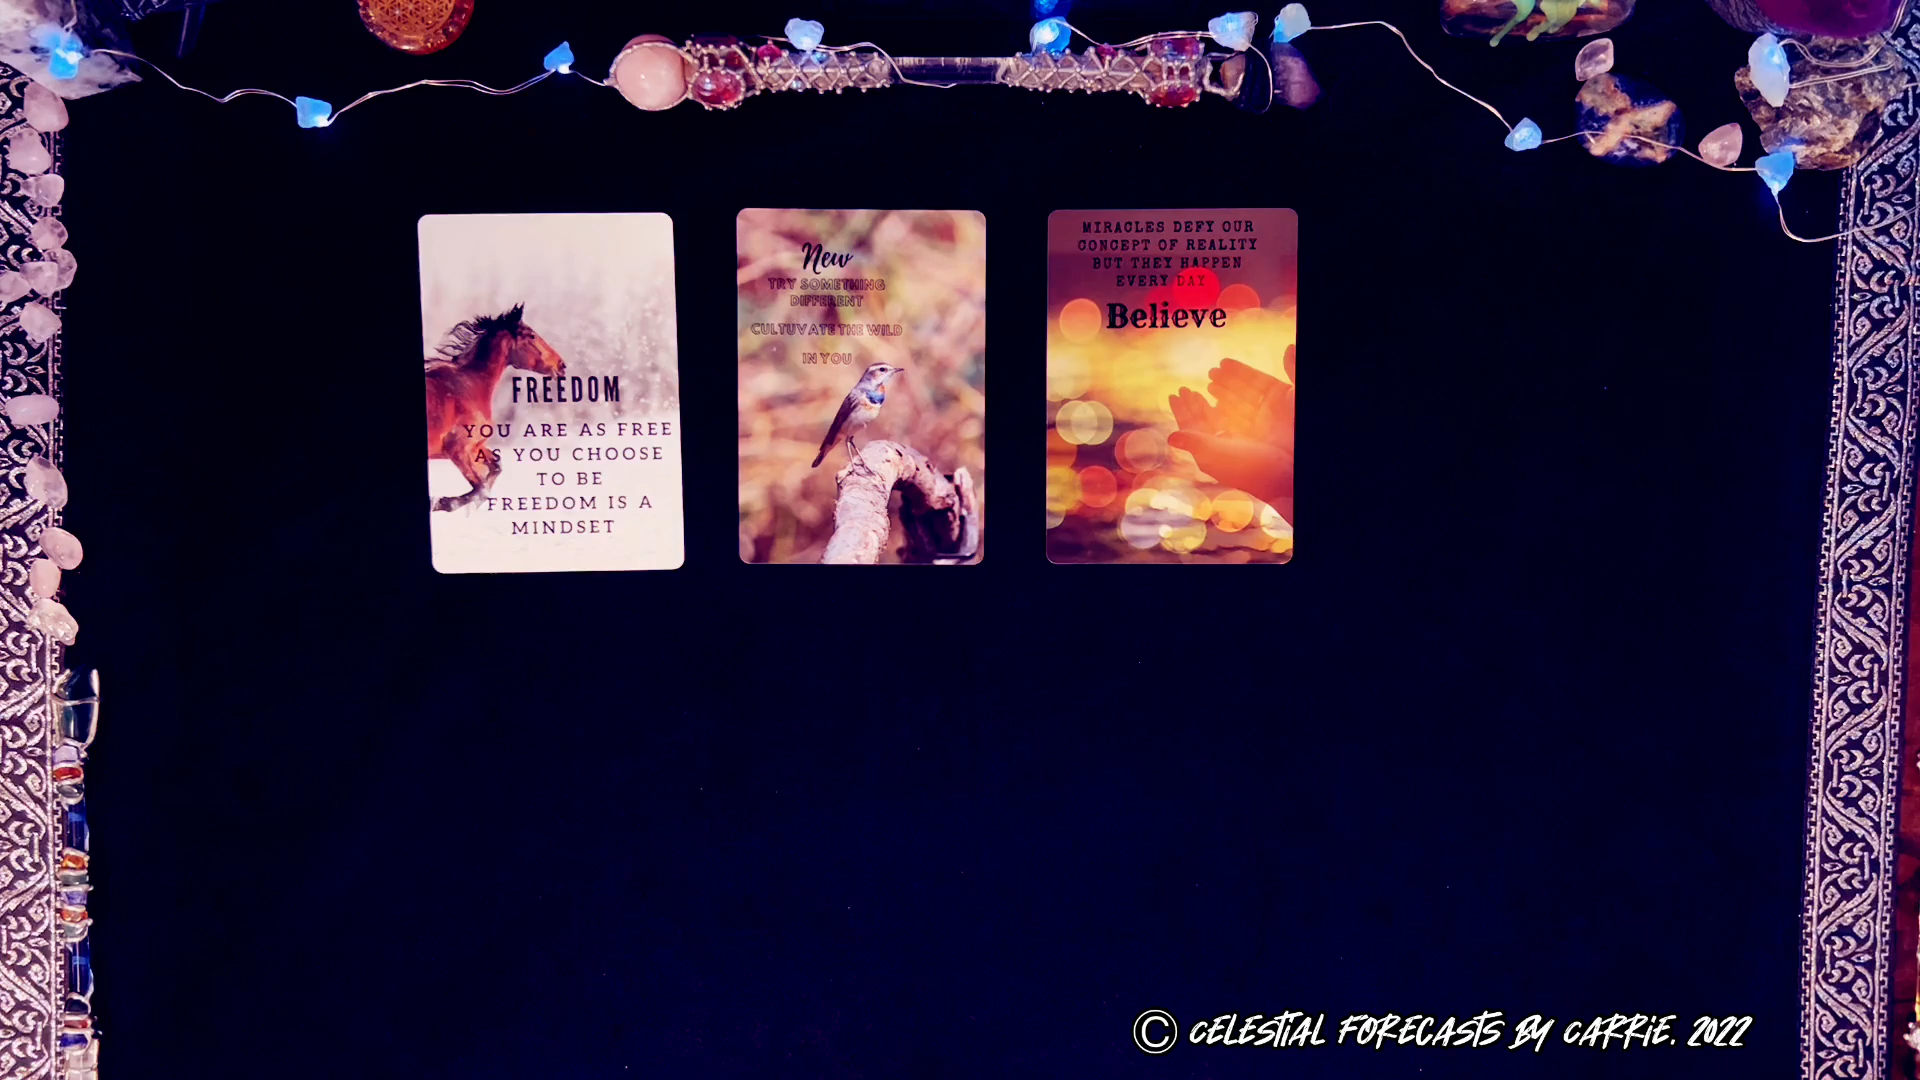 FREEDOM
YOU ARE AS FREE
AS YOU CHOOSE
TO BE
FREEDOM IS A
MINDSET
New
TRY SOMETHING
DIFFERENT
CULTUVATE THE WILD
IN YOU
MIRACLES DEFY OUR
CONCEPT OF REALITY
BUT THEY HAPPEN
EVERY DAY
Believe
© CELESTIAL FORECASTS BY CARRIE. 2022